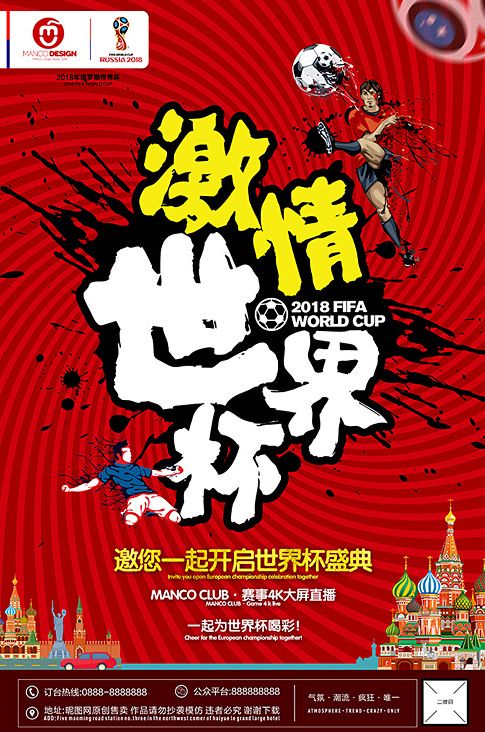 MANCO DESIGN
FIFA WORLD CUP
RUSSIA 2018
2018年俄罗斯世界杯
2018 FIFA WORLD CUP
激情
世界杯
2018 FIFA
WORLD CUP
邀您一起开启世界杯盛典
Invite you open European championship celebration together
MANCO CLUB · 赛事4K大屏直播
MANCO CLUB · Game 4 k live
一起为世界杯喝彩!
Cheer for the European championship together!
订台热线:0888-8888888
公众平台:888888888
地址:昵图网原创售卖 作品请勿抄袭模仿 违者必究 谢谢下载
ADD:Five maoming road station no.three in the northwest comer of haiyue le grand large hotel
气氛 · 潮流 · 疯狂 · 唯一
ATMOSPHERE · TREND · CRAZY · ONLY
二维码